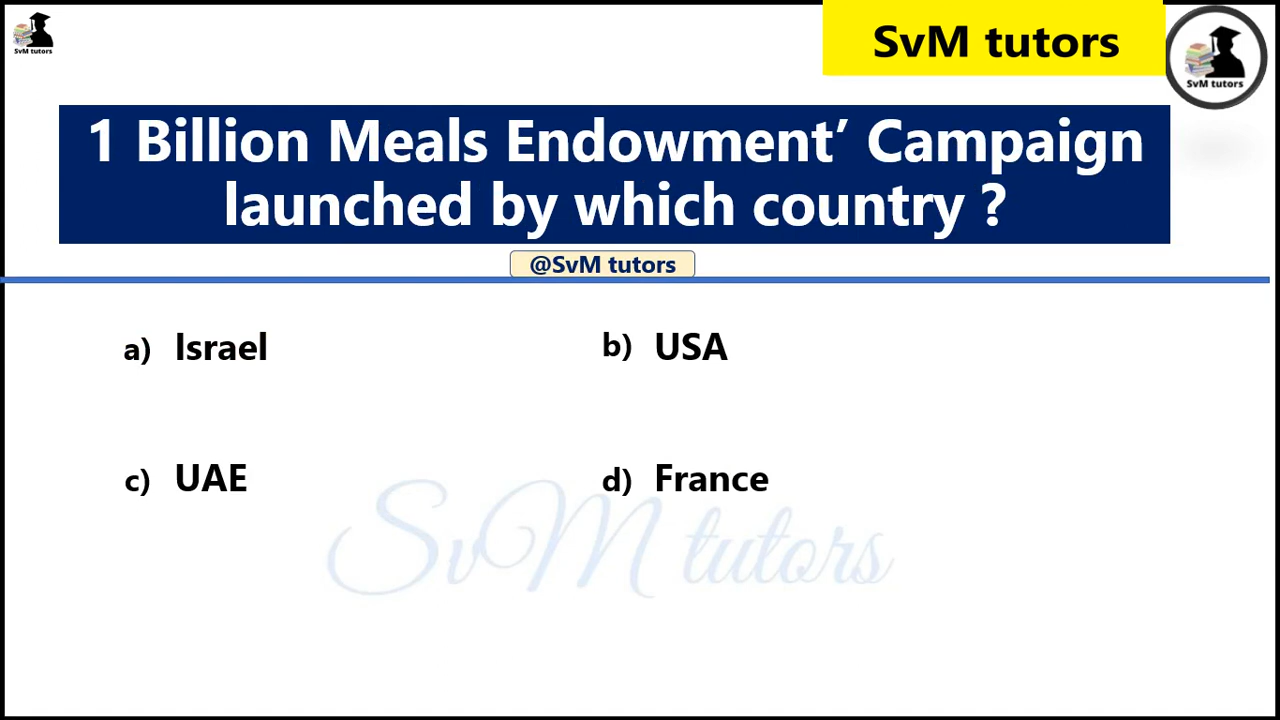 SvM tutors
SvM tutors
SvM tutors
1 Billion Meals Endowment’ Campaign
launched by which country ?
@SvM tutors
a) Israel
b) USA
c) UAE
d) France
SvM tutors